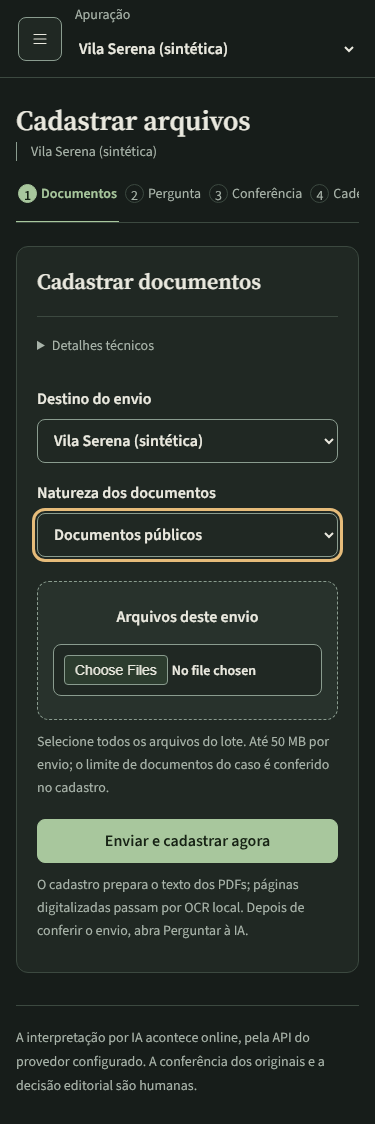 Apuração
Vila Serena (sintética)
Cadastrar arquivos
Vila Serena (sintética)
1 Documentos 2 Pergunta 3 Conferência 4 Cade
Cadastrar documentos
Detalhes técnicos
Destino do envio
Vila Serena (sintética)
Natureza dos documentos
Documentos públicos
Arquivos deste envio
Choose Files No file chosen
Selecione todos os arquivos do lote. Até 50 MB por
envio; o limite de documentos do caso é conferido
no cadastro.
Enviar e cadastrar agora
O cadastro prepara o texto dos PDFs; páginas
digitalizadas passam por OCR local. Depois de
conferir o envio, abra Perguntar à IA.
A interpretação por IA acontece online, pela API do
provedor configurado. A conferência dos originais e a
decisão editorial são humanas.